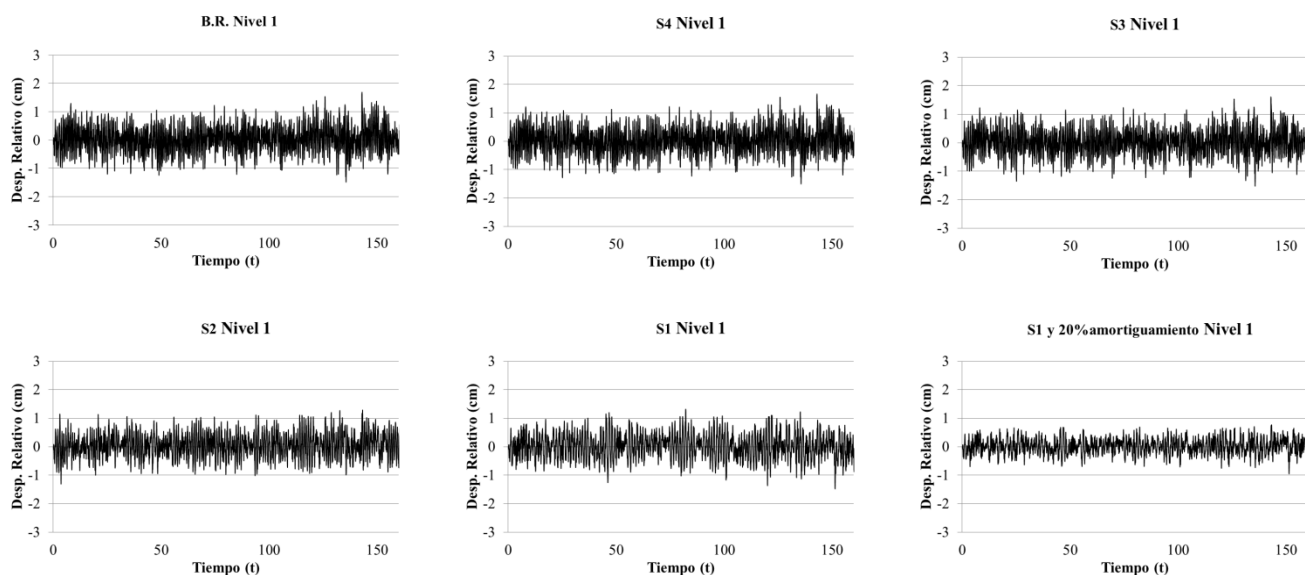 B.R. Nivel 1
Desp. Relativo (cm)
3
2
1
0
-1
-2
-3
0 50 100 150
Tiempo (t)
S4 Nivel 1
Desp. Relativo (cm)
3
2
1
0
-1
-2
-3
0 50 100 150
Tiempo (t)
S3 Nivel 1
Desp. Relativo (cm)
3
2
1
0
-1
-2
-3
0 50 100 150
Tiempo (t)
S2 Nivel 1
Desp. Relativo (cm)
3
2
1
0
-1
-2
-3
0 50 100 150
Tiempo (t)
S1 Nivel 1
Desp. Relativo (cm)
3
2
1
0
-1
-2
-3
0 50 100 150
Tiempo (t)
S1 y 20%amortiguamiento Nivel 1
Desp. Relativo (cm)
3
2
1
0
-1
-2
-3
0 50 100 150
Tiempo (t)